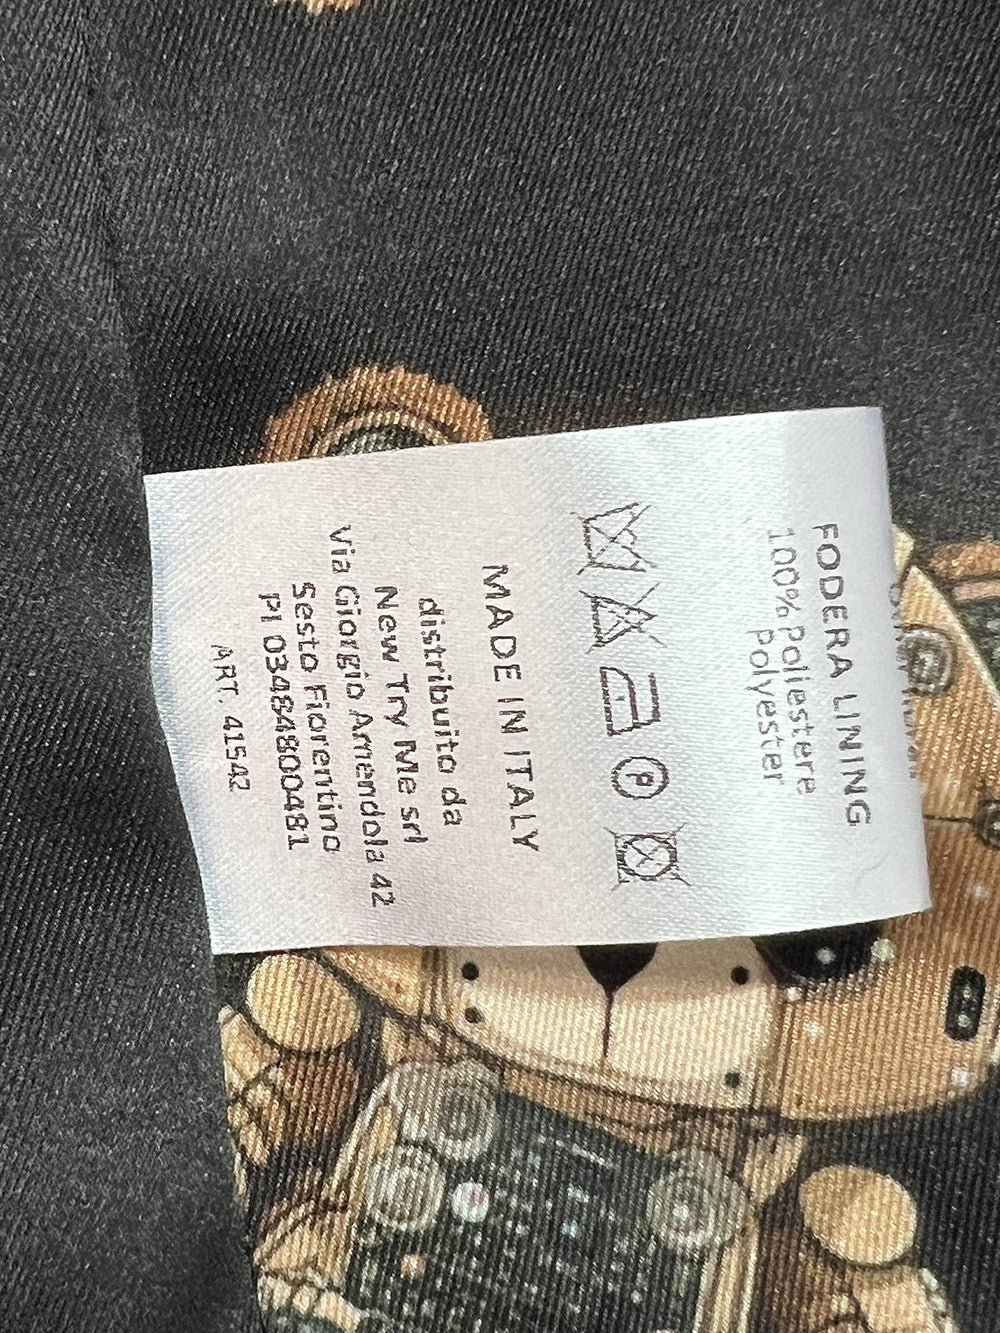 FODERA LINING
100% Poliestere
Polyester
P
MADE IN ITALY
distribuito da
New Try Me srl
Via Giorgio Amendola 42
Sesto Fiorentino
PI 03484800481
ART. 41542